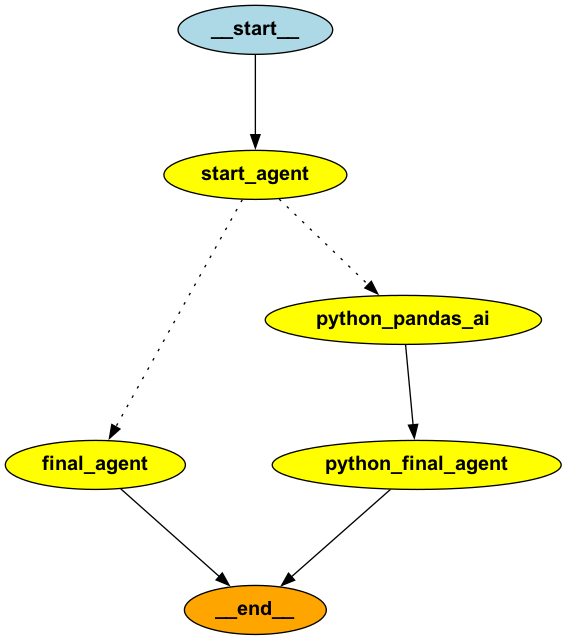 __start__
start_agent
python_pandas_ai
final_agent
python_final_agent
__end__